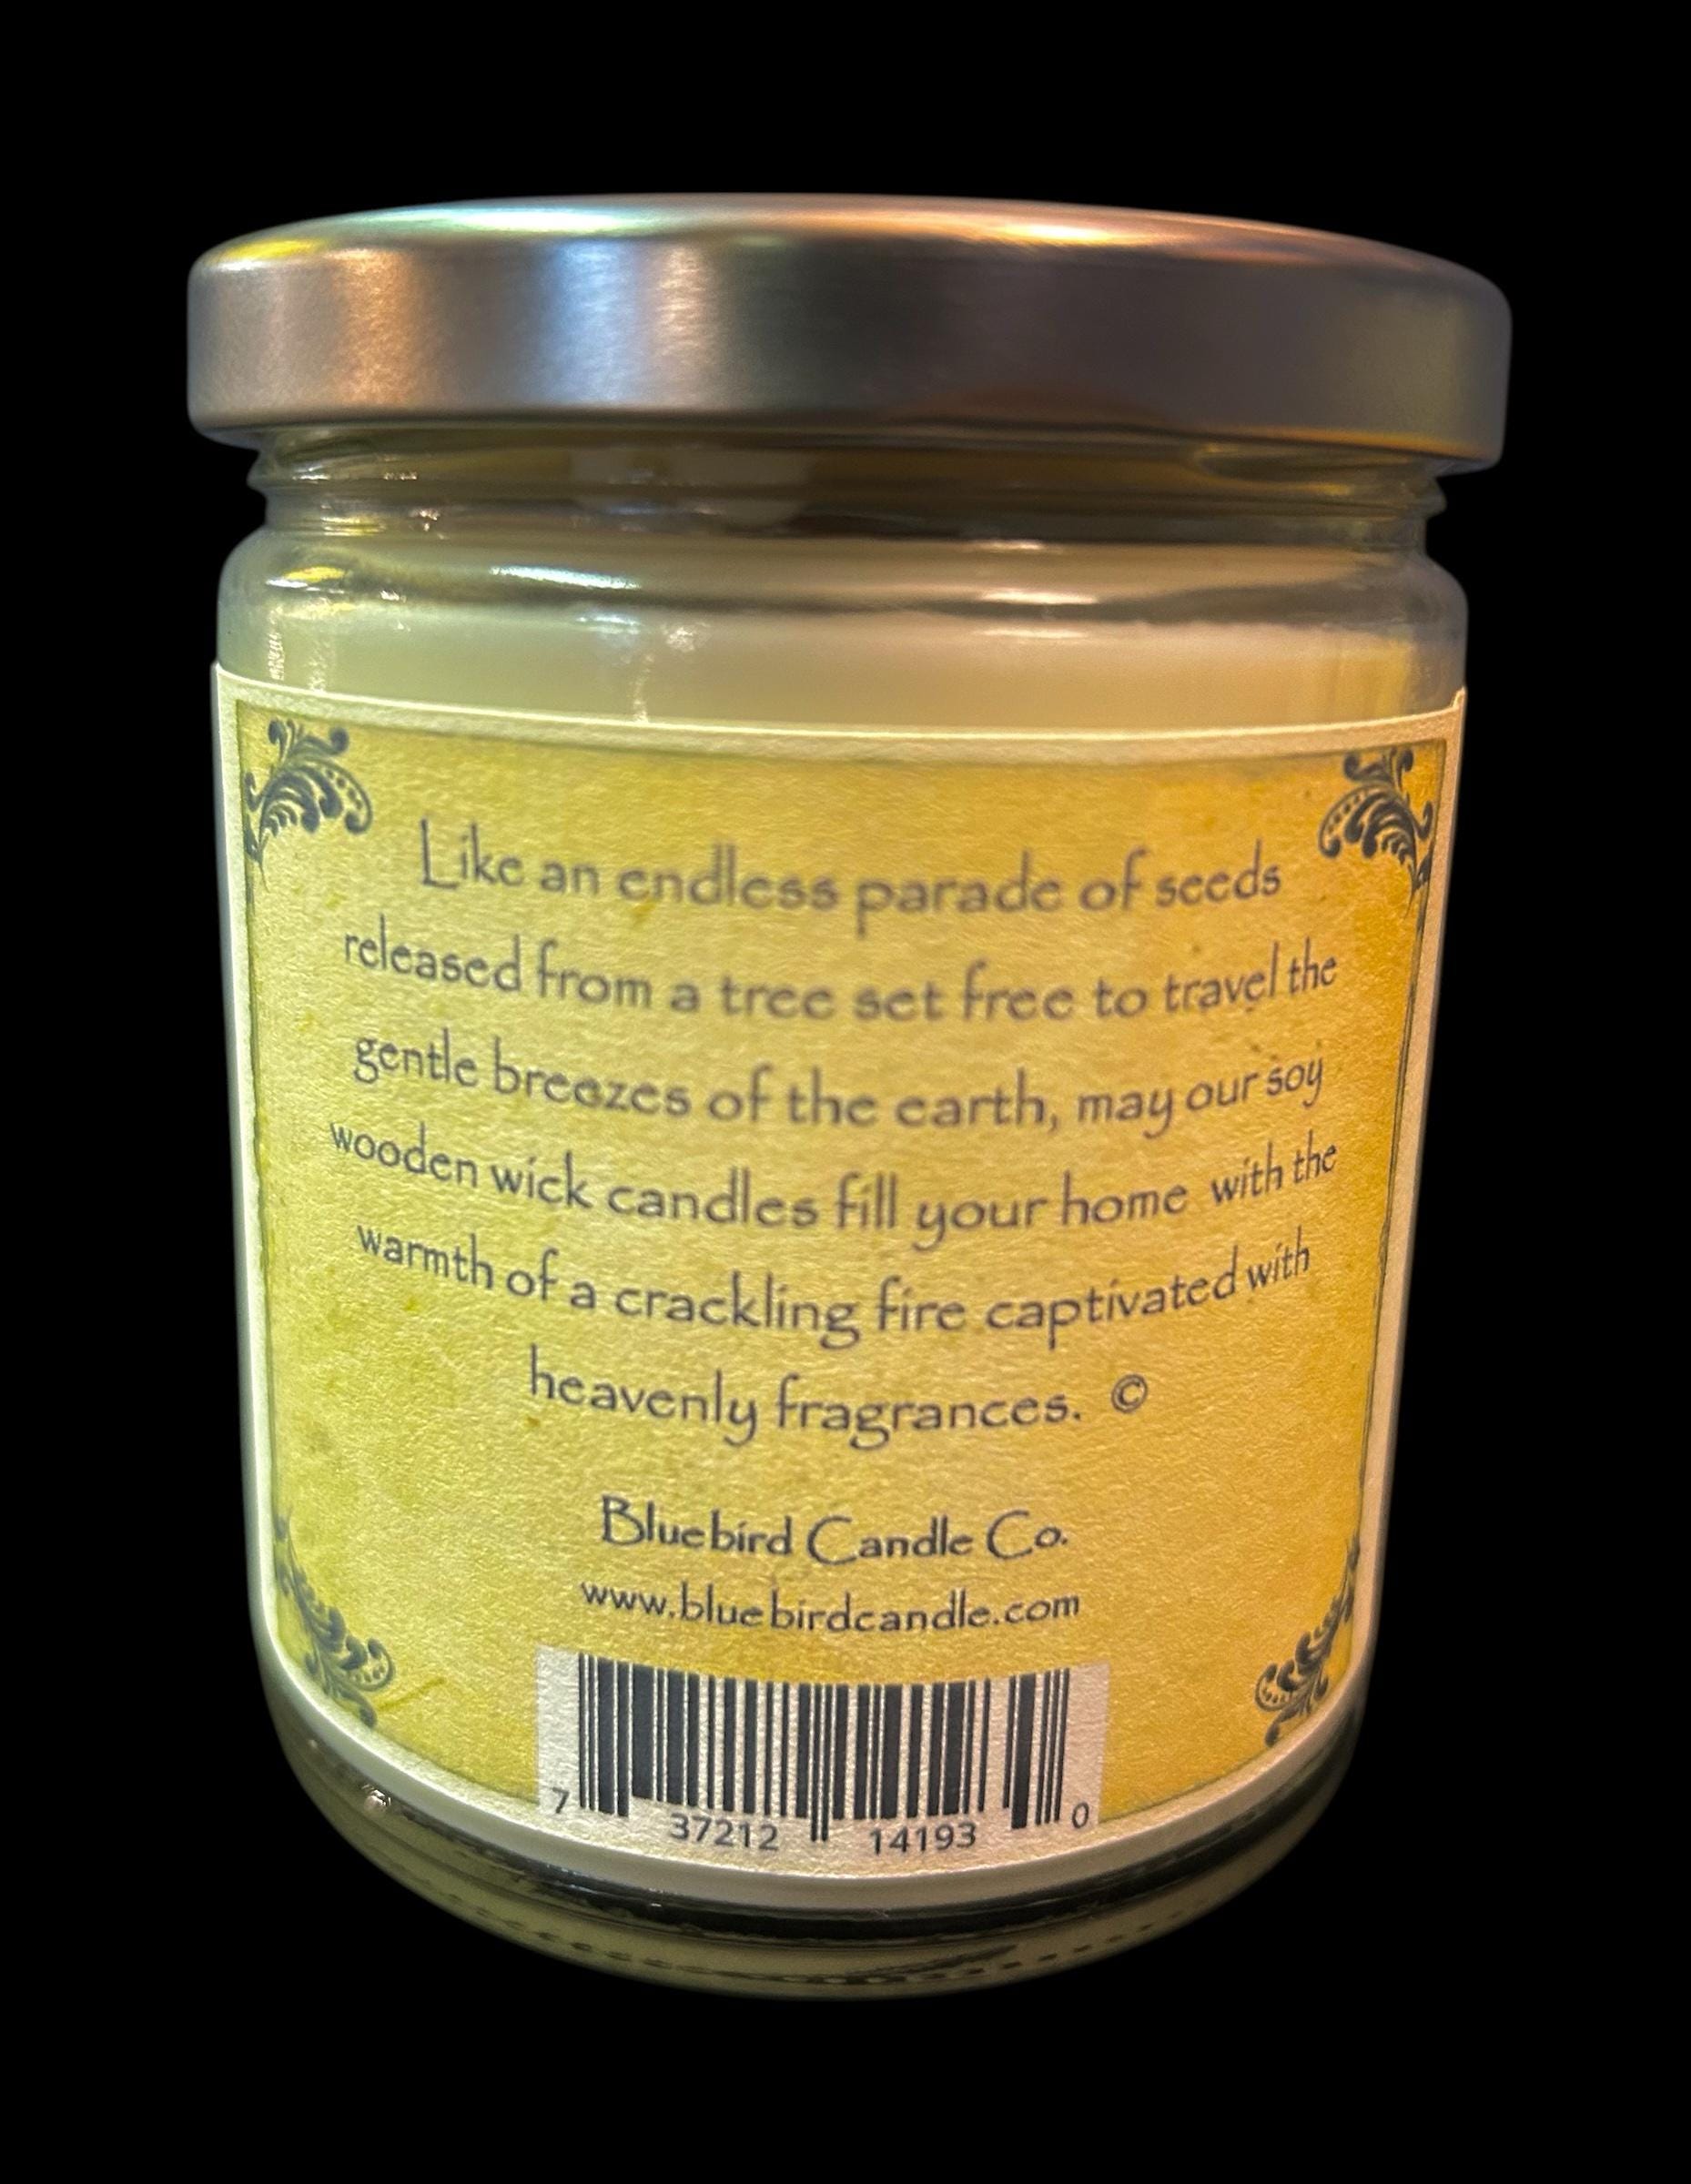 Like an endless parade of seeds
released from a tree set free to travel the
gentle breezes of the earth, may our soy
wooden wick candles fill your home with the
warmth of a crackling fire captivated with
heavenly fragrances. ©
Bluebird Candle Co.
www.bluebirdcandle.com
7 37212 14193 0